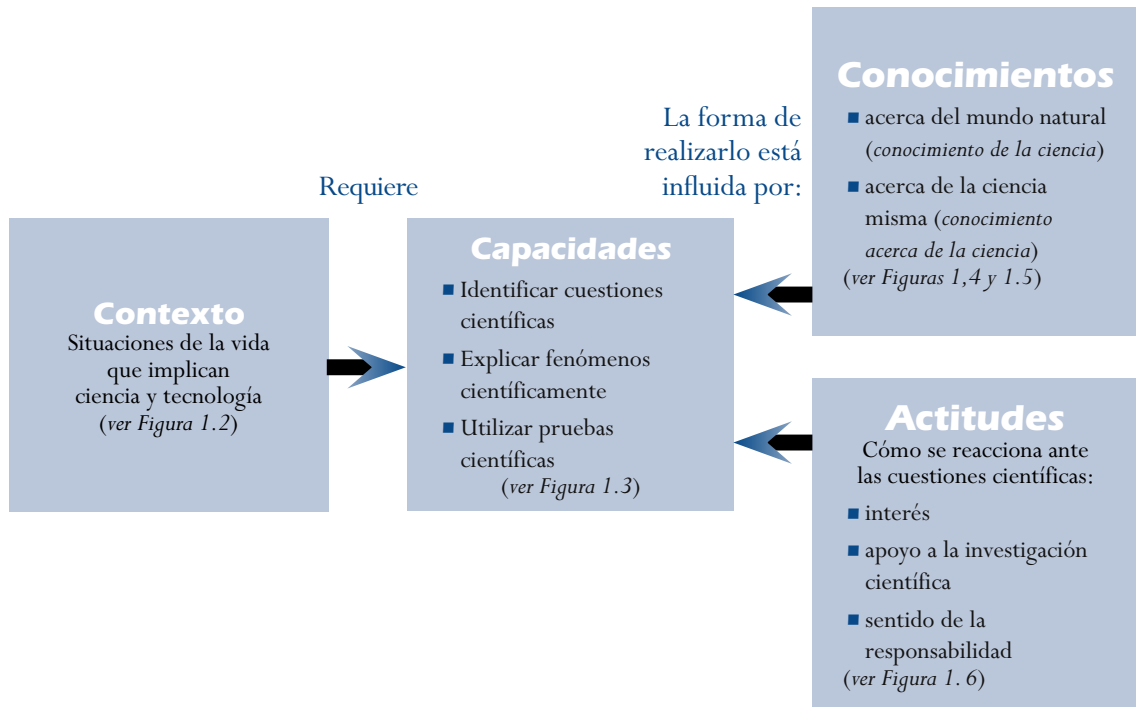 Contexto
Situaciones de la vida
que implican
ciencia y tecnología
(ver Figura 1.2)
Requiere
Capacidades
Identificar cuestiones
científicas
Explicar fenómenos
científicamente
Utilizar pruebas
científicas
(ver Figura 1.3)
La forma de
realizarlo está
influida por:
Conocimientos
acerca del mundo natural
(conocimiento de la ciencia)
acerca de la ciencia
misma (conocimiento
acerca de la ciencia)
(ver Figuras 1,4 y 1.5)
Actitudes
Cómo se reacciona ante
las cuestiones científicas:
interés
apoyo a la investigación
científica
sentido de la
responsabilidad
(ver Figura 1. 6)